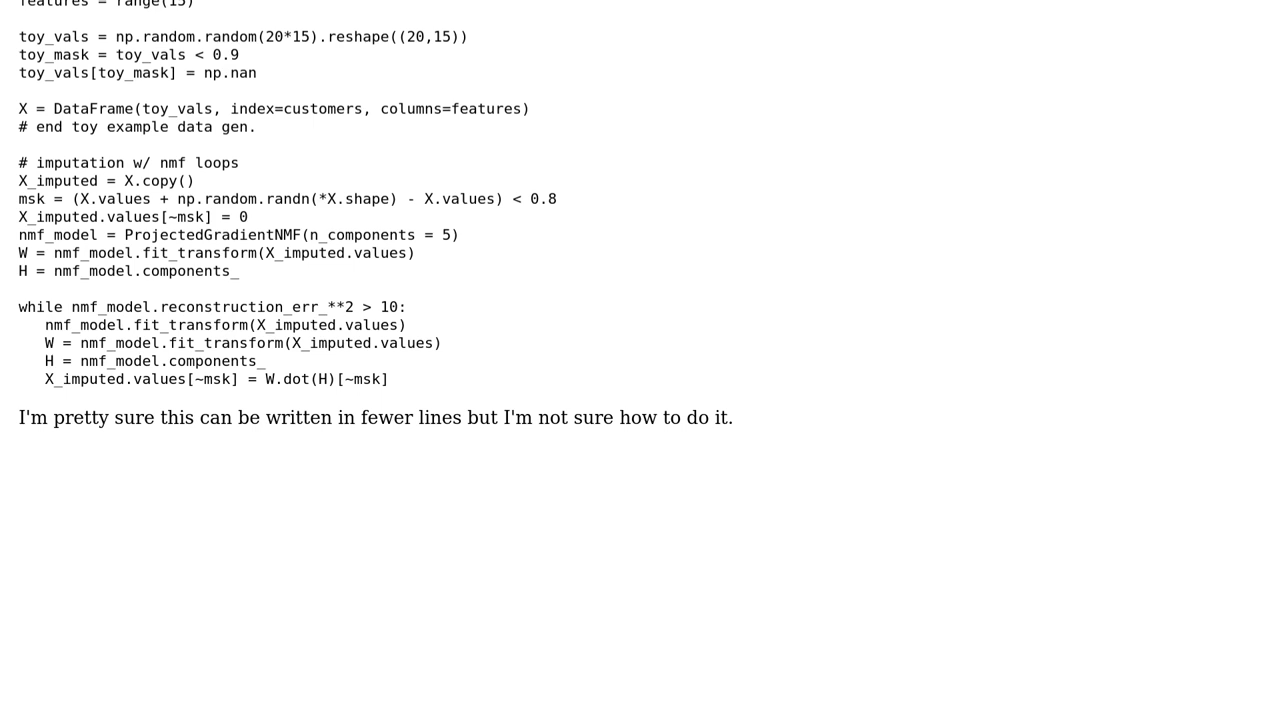 features = range(15)
toy_vals = np.random.random(20*15).reshape((20,15))
toy_mask = toy_vals < 0.9
toy_vals[toy_mask] = np.nan
X = DataFrame(toy_vals, index=customers, columns=features)
# end toy example data gen.
# imputation w/ nmf loops
X_imputed = X.copy()
msk = (X.values + np.random.randn(*X.shape) - X.values) < 0.8
X_imputed.values[~msk] = 0
nmf_model = ProjectedGradientNMF(n_components = 5)
W = nmf_model.fit_transform(X_imputed.values)
H = nmf_model.components_
while nmf_model.reconstruction_err_**2 > 10:
   nmf_model.fit_transform(X_imputed.values)
   W = nmf_model.fit_transform(X_imputed.values)
   H = nmf_model.components_
   X_imputed.values[~msk] = W.dot(H)[~msk]
I'm pretty sure this can be written in fewer lines but I'm not sure how to do it.